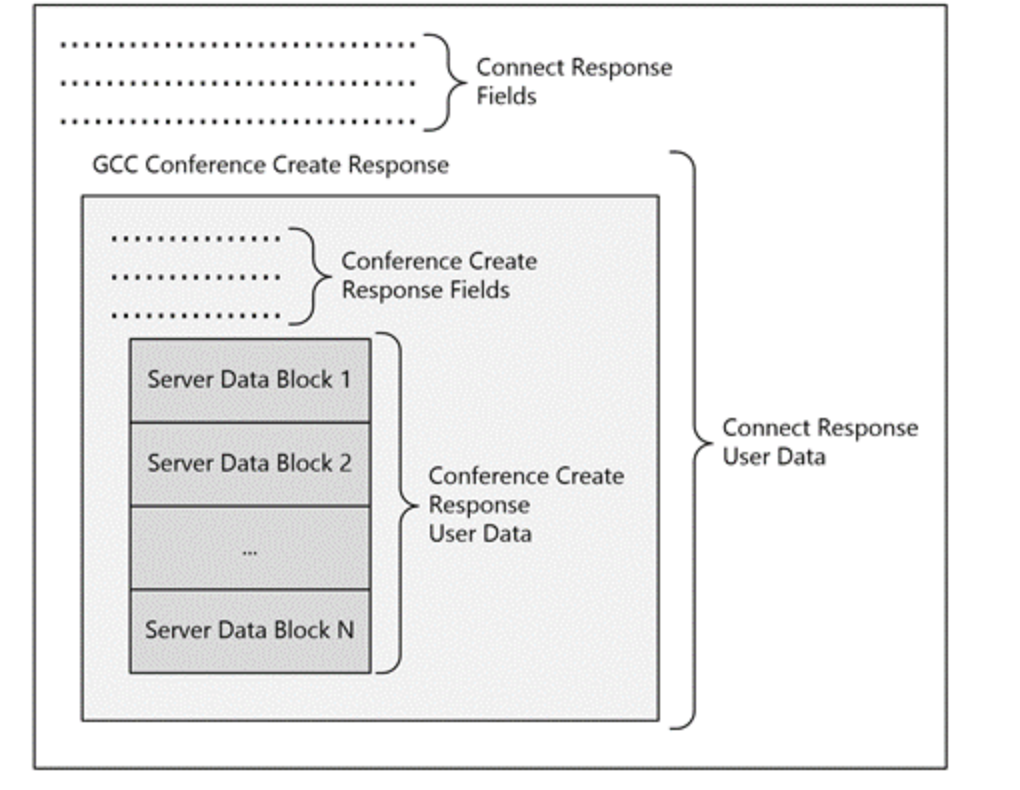 Connect Response
Fields
GCC Conference Create Response
Conference Create
Response Fields
Server Data Block 1
Server Data Block 2
...
Server Data Block N
Conference Create
Response
User Data
Connect Response
User Data